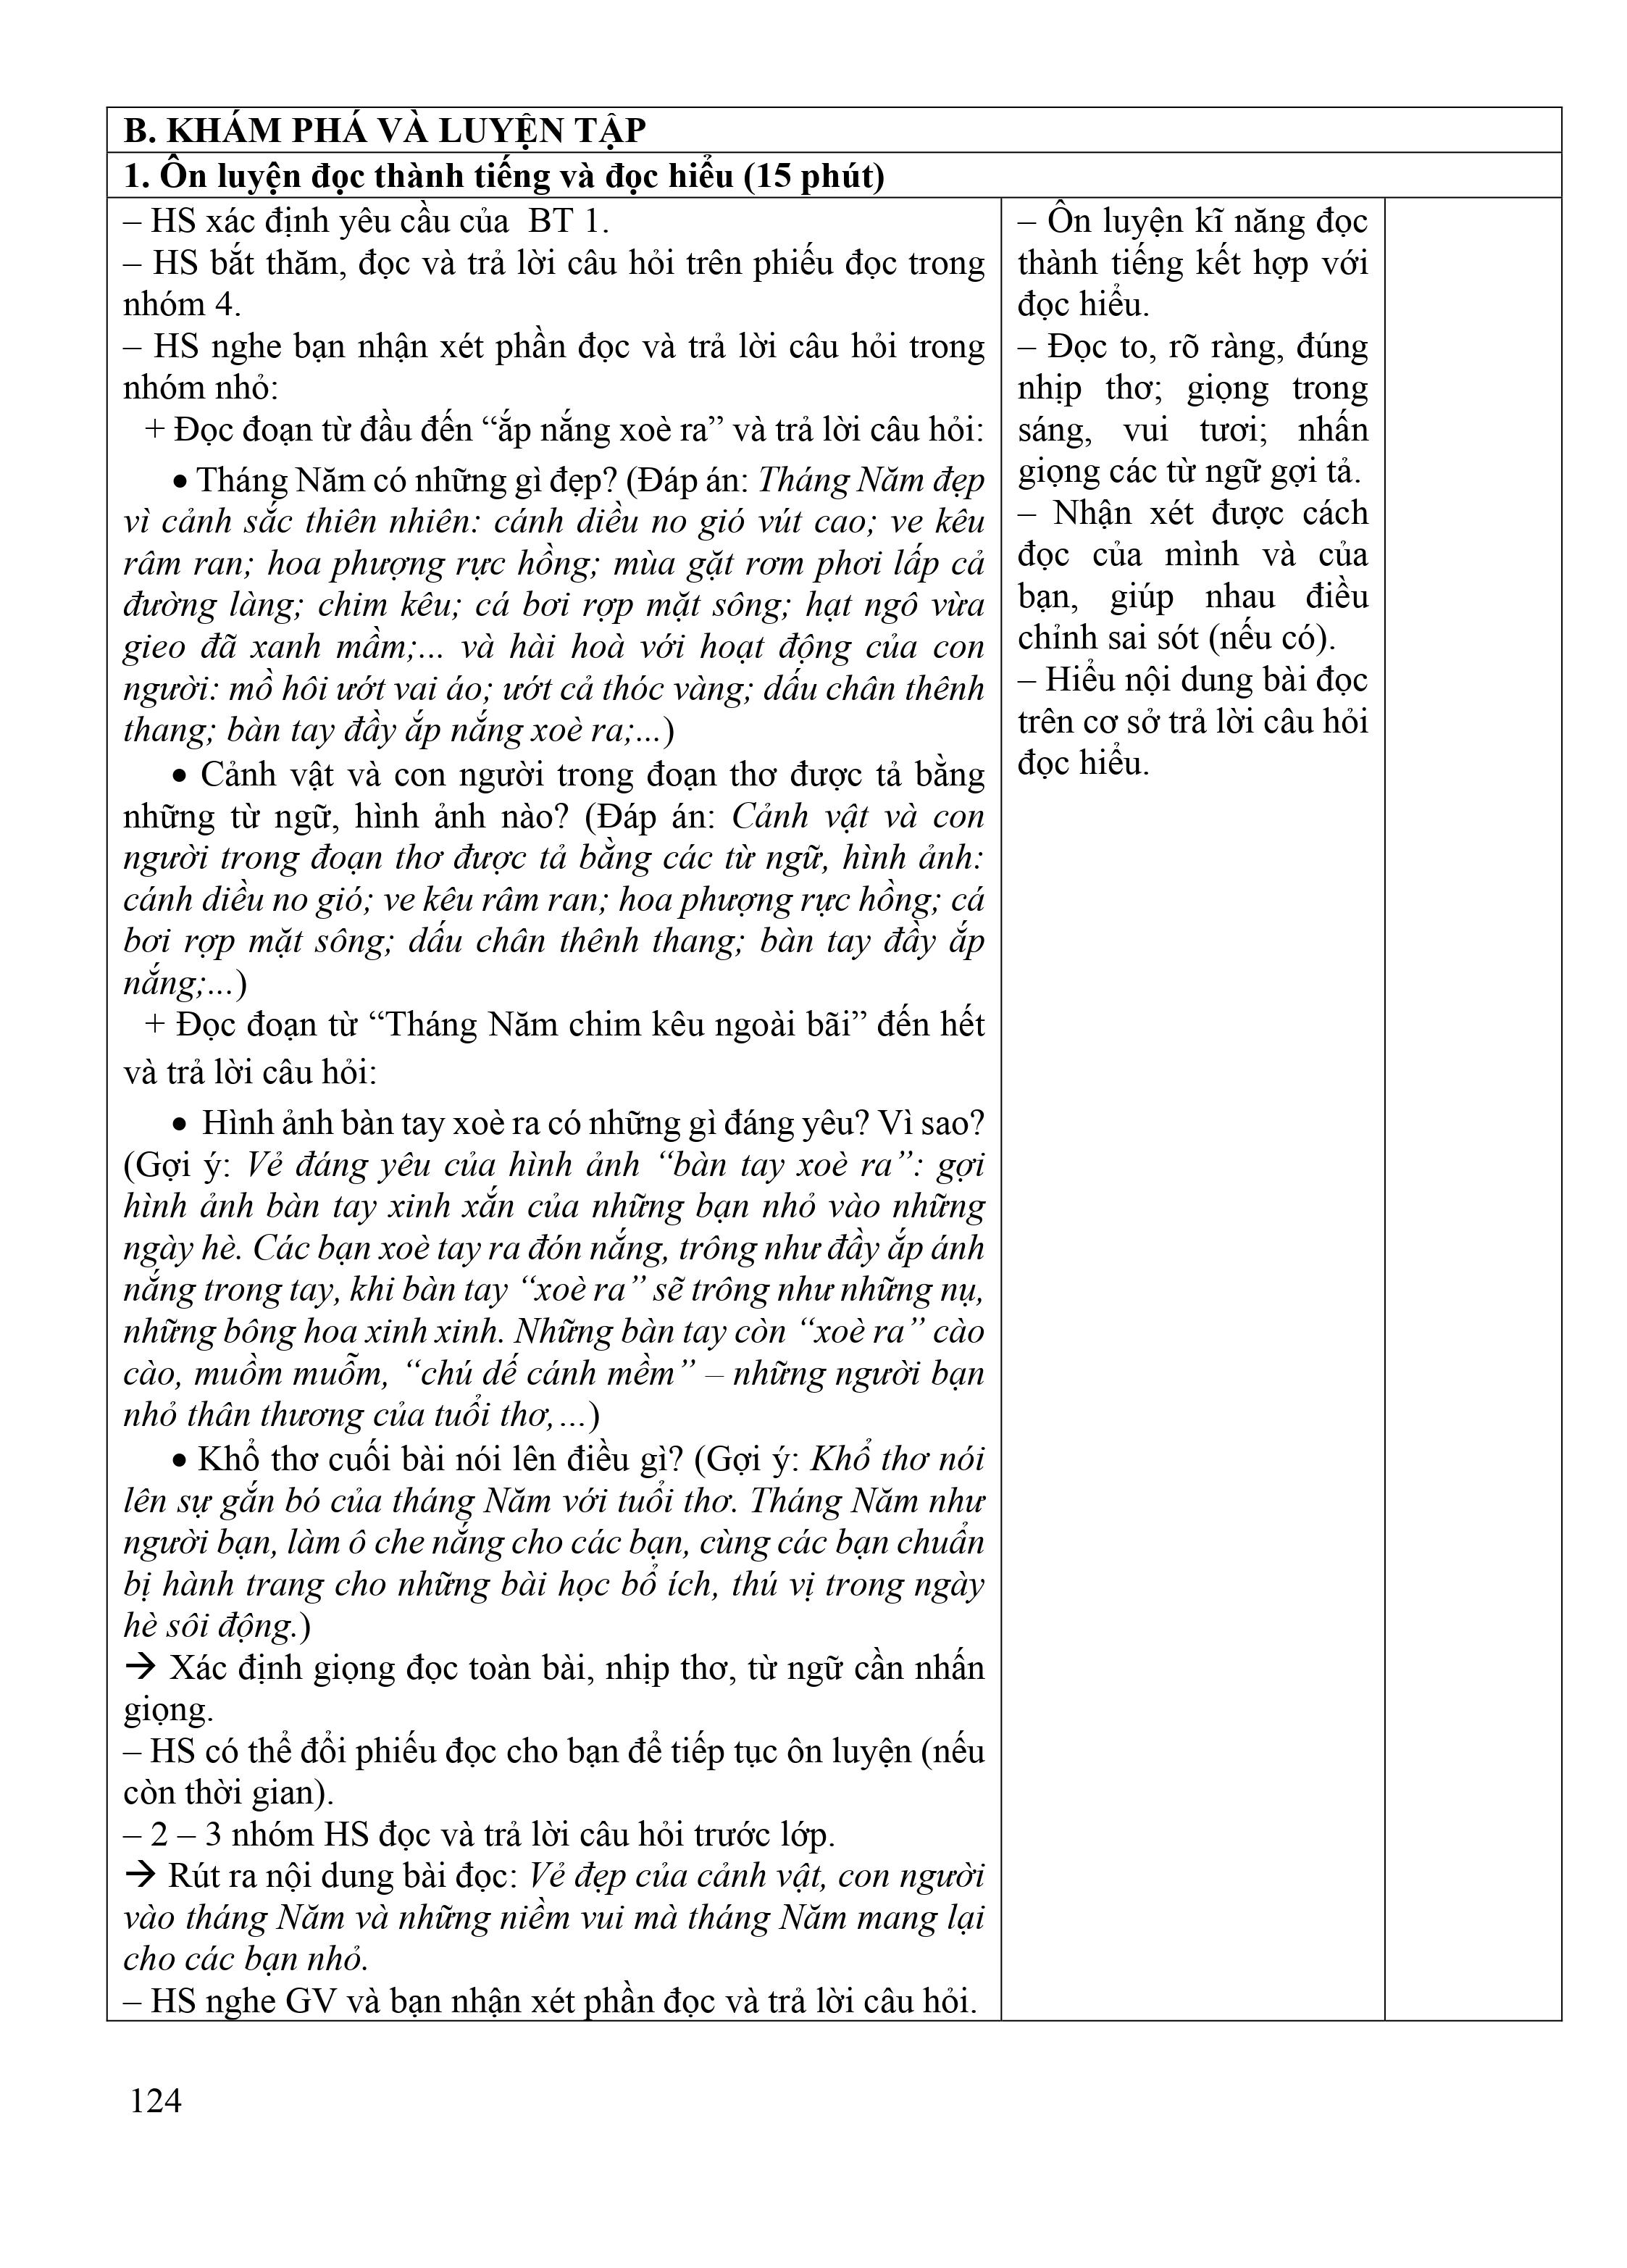 B. KHÁM PHÁ VÀ LUYỆN TẬP
1. Ôn luyện đọc thành tiếng và đọc hiểu (15 phút)
– HS xác định yêu cầu của BT 1.
– HS bắt thăm, đọc và trả lời câu hỏi trên phiếu đọc trong
nhóm 4.
– HS nghe bạn nhận xét phần đọc và trả lời câu hỏi trong
nhóm nhỏ:
+ Đọc đoạn từ đầu đến “ắp nắng xoè ra” và trả lời câu hỏi:
• Tháng Năm có những gì đẹp? (Đáp án: Tháng Năm đẹp
vì cảnh sắc thiên nhiên: cánh diều no gió vút cao; ve kêu
râm ran; hoa phượng rực hồng; mùa gặt rơm phơi lấp cả
đường làng; chim kêu; cá bơi rợp mặt sông; hạt ngô vừa
gieo đã xanh mầm;... và hài hoà với hoạt động của con
người: mồ hôi ướt vai áo; ướt cả thóc vàng; dấu chân thênh
thang; bàn tay đầy ắp nắng xoè ra;...)
• Cảnh vật và con người trong đoạn thơ được tả bằng
những từ ngữ, hình ảnh nào? (Đáp án: Cảnh vật và con
người trong đoạn thơ được tả bằng các từ ngữ, hình ảnh:
cánh diều no gió; ve kêu râm ran; hoa phượng rực hồng; cá
bơi rợp mặt sông; dấu chân thênh thang; bàn tay đầy ắp
nắng;...)
+ Đọc đoạn từ “Tháng Năm chim kêu ngoài bãi” đến hết
và trả lời câu hỏi:
• Hình ảnh bàn tay xoè ra có những gì đáng yêu? Vì sao?
(Gợi ý: Vẻ đáng yêu của hình ảnh “bàn tay xoè ra”: gợi
hình ảnh bàn tay xinh xắn của những bạn nhỏ vào những
ngày hè. Các bạn xoè tay ra đón nắng, trông như đầy ắp ánh
nắng trong tay, khi bàn tay “xoè ra” sẽ trông như những nụ,
những bông hoa xinh xinh. Những bàn tay còn “xoè ra” cào
cào, muồm muỗm, “chú dế cánh mềm” – những người bạn
nhỏ thân thương của tuổi thơ,…)
• Khổ thơ cuối bài nói lên điều gì? (Gợi ý: Khổ thơ nói
lên sự gắn bó của tháng Năm với tuổi thơ. Tháng Năm như
người bạn, làm ô che nắng cho các bạn, cùng các bạn chuẩn
bị hành trang cho những bài học bổ ích, thú vị trong ngày
hè sôi động.)
→ Xác định giọng đọc toàn bài, nhịp thơ, từ ngữ cần nhấn
giọng.
– HS có thể đổi phiếu đọc cho bạn để tiếp tục ôn luyện (nếu
còn thời gian).
– 2 – 3 nhóm HS đọc và trả lời câu hỏi trước lớp.
→ Rút ra nội dung bài đọc: Vẻ đẹp của cảnh vật, con người
vào tháng Năm và những niềm vui mà tháng Năm mang lại
cho các bạn nhỏ.
– HS nghe GV và bạn nhận xét phần đọc và trả lời câu hỏi.
– Ôn luyện kĩ năng đọc
thành tiếng kết hợp với
đọc hiểu.
– Đọc to, rõ ràng, đúng
nhịp thơ; giọng trong
sáng, vui tươi; nhấn
giọng các từ ngữ gợi tả.
– Nhận xét được cách
đọc của mình và của
bạn, giúp nhau điều
chỉnh sai sót (nếu có).
– Hiểu nội dung bài đọc
trên cơ sở trả lời câu hỏi
đọc hiểu.
124